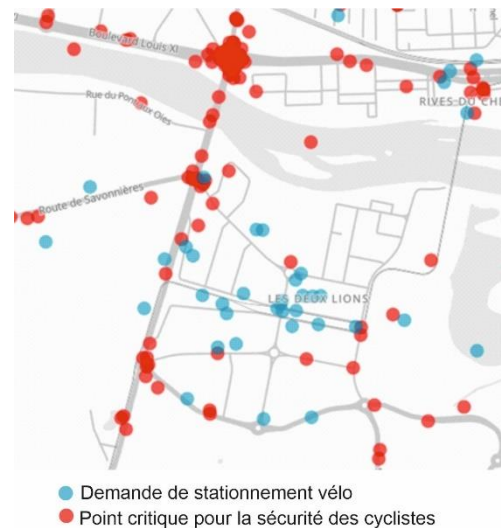 Boulevard Louis XI
Rue du Pont aux Oies
RIVES DU CHE
Route de Savonnières
LES DEUX LIONS
Demande de stationnement vélo
Point critique pour la sécurité des cyclistes